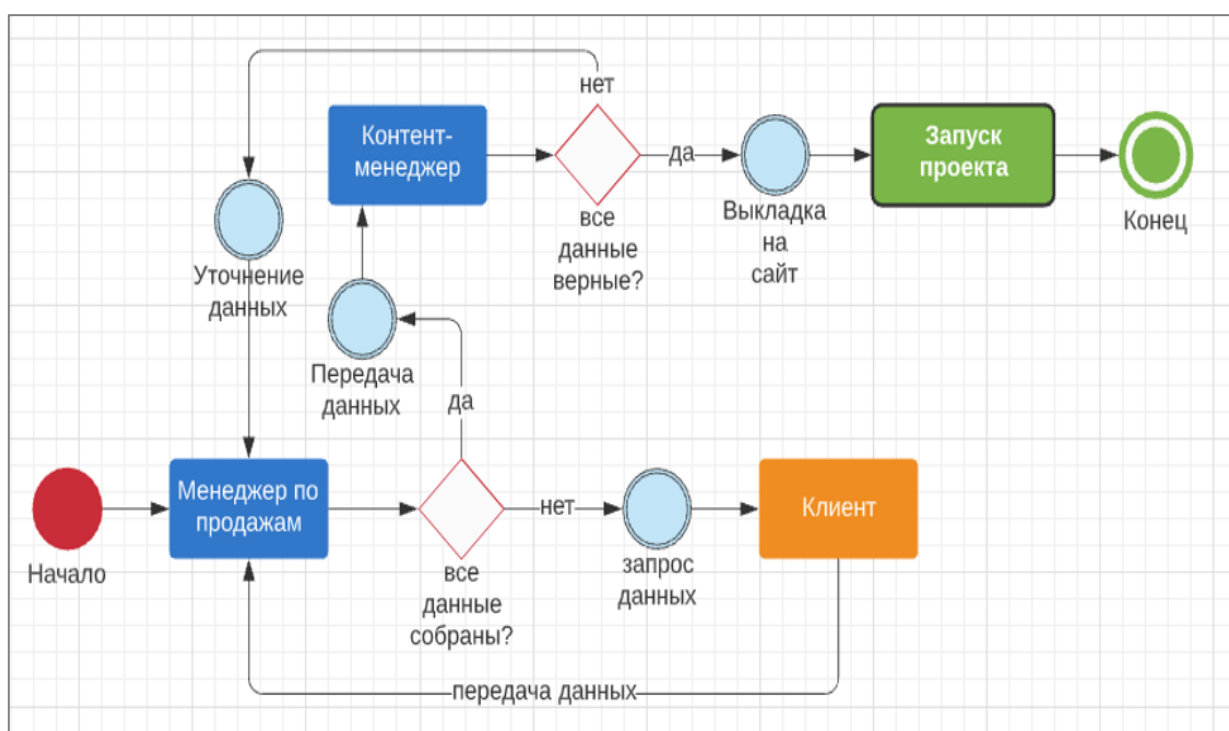 нет
Контент-
менеджер
да
Запуск
проекта
Выкладка
на
сайт
Конец
все
данные
верные?
Уточнение
данных
Передача
данных
да
Начало
Менеджер по
продажам
нет
все
данные
собраны?
запрос
данных
Клиент
передача данных